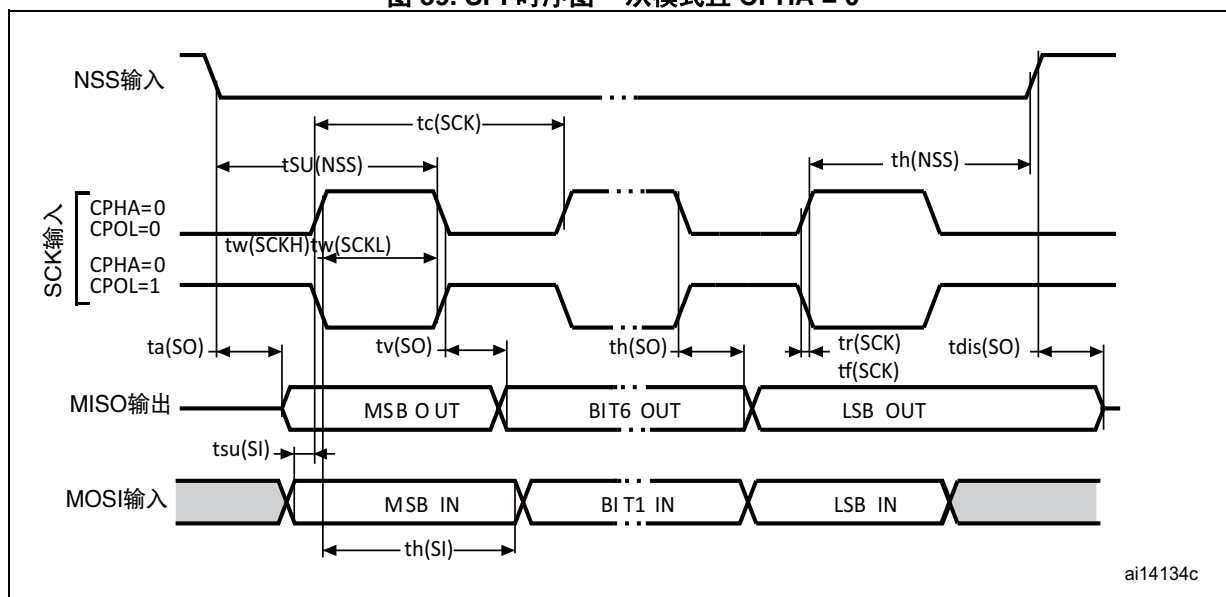 NSS输入
tc(SCK)
tSU(NSS)
th(NSS)
SCK输入
CPHA=0
CPOL=0
tw(SCKH)tw(SCKL)
CPHA=0
CPOL=1
ta(SO)
tv(SO)
th(SO)
tr(SCK)
tf(SCK)
tdis(SO)
MISO输出
MSB OUT
BIT6 OUT
LSB OUT
tsu(SI)
MOSI输入
MSB IN
BIT1 IN
LSB IN
th(SI)
ai14134c